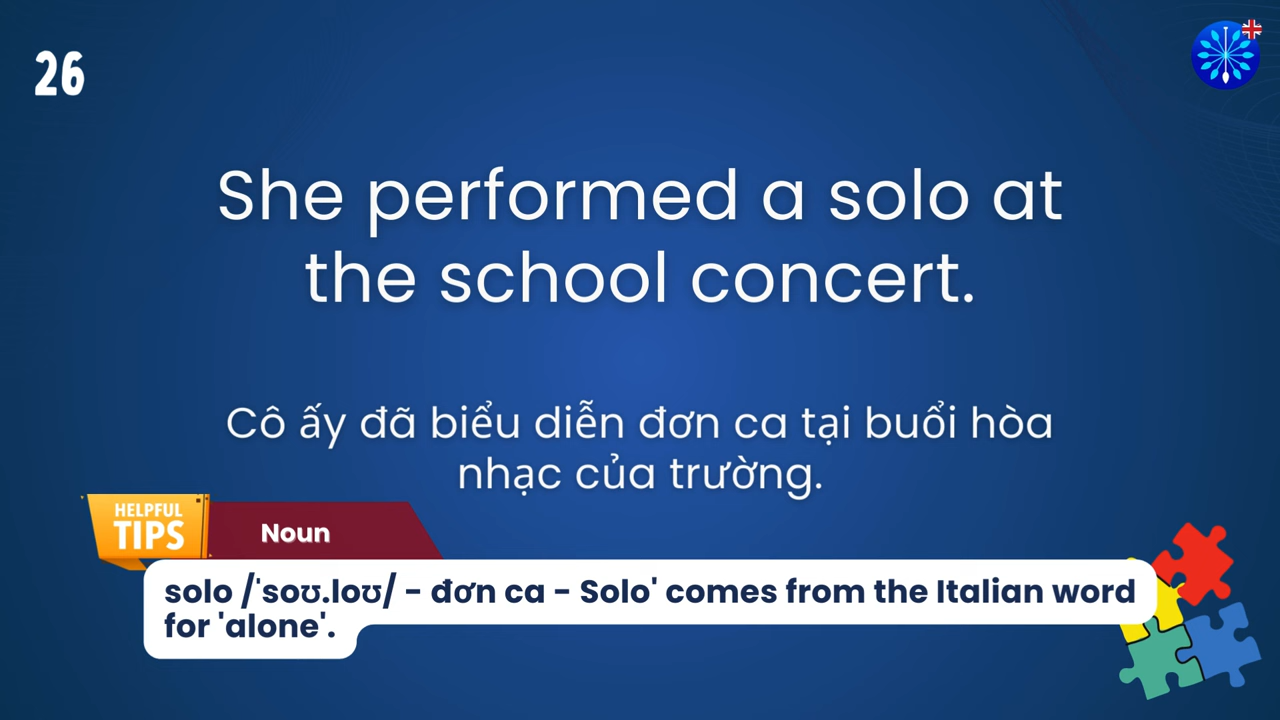 26
She performed a solo at
the school concert.
Cô ấy đã biểu diễn đơn ca tại buổi hòa
nhạc của trường.
HELPFUL
TIPS
Noun
solo /ˈsoʊ.loʊ/ - đơn ca - Solo' comes from the Italian word
for 'alone'.